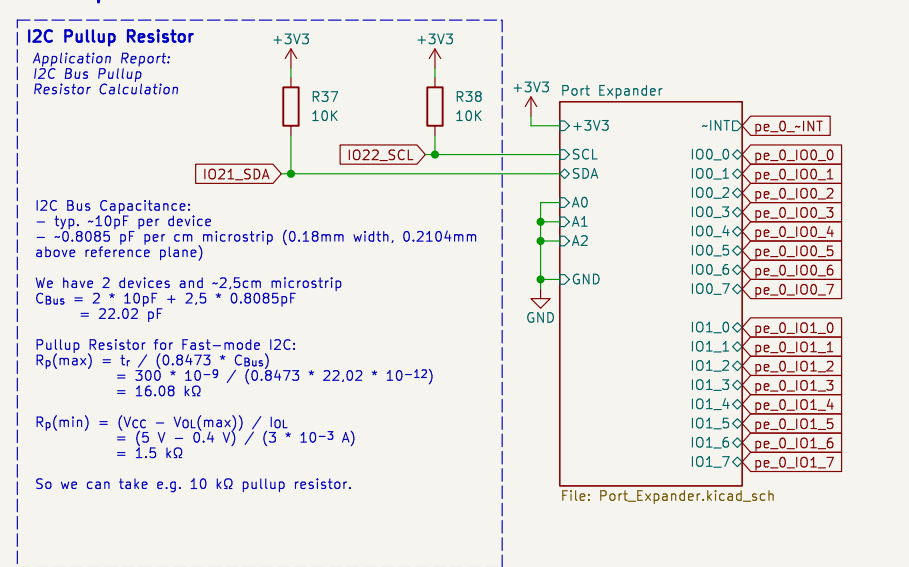 I2C Pullup Resistor
Application Report:
I2C Bus Pullup
Resistor Calculation
+3V3
R37
10K
+3V3
R38
10K
IO22_SCL
IO21_SDA
I2C Bus Capacitance:
– typ. ~10pF per device
– ~0.8085 pF per cm microstrip (0.18mm width, 0.2104mm
above reference plane)
We have 2 devices and ~2,5cm microstrip
CBus = 2 * 10pF + 2,5 * 0.8085pF
= 22.02 pF
Pullup Resistor for Fast-mode I2C:
Rp(max) = tr / (0.8473 * CBus)
= 300 * 10-9 / (0.8473 * 22,02 * 10-12)
= 16.08 kΩ
Rp(min) = (Vcc – VOL(max)) / IOL
= (5 V – 0.4 V) / (3 * 10-3 A)
= 1.5 kΩ
So we can take e.g. 10 kΩ pullup resistor.
+3V3
Port Expander
+3V3
SCL
SDA
A0
A1
A2
GND
GND
~INT
pe_0_~INT
IO0_0 pe_0_IO0_0
IO0_1 pe_0_IO0_1
IO0_2 pe_0_IO0_2
IO0_3 pe_0_IO0_3
IO0_4 pe_0_IO0_4
IO0_5 pe_0_IO0_5
IO0_6 pe_0_IO0_6
IO0_7 pe_0_IO0_7
IO1_0 pe_0_IO1_0
IO1_1 pe_0_IO1_1
IO1_2 pe_0_IO1_2
IO1_3 pe_0_IO1_3
IO1_4 pe_0_IO1_4
IO1_5 pe_0_IO1_5
IO1_6 pe_0_IO1_6
IO1_7 pe_0_IO1_7
File: Port_Expander.kicad_sch